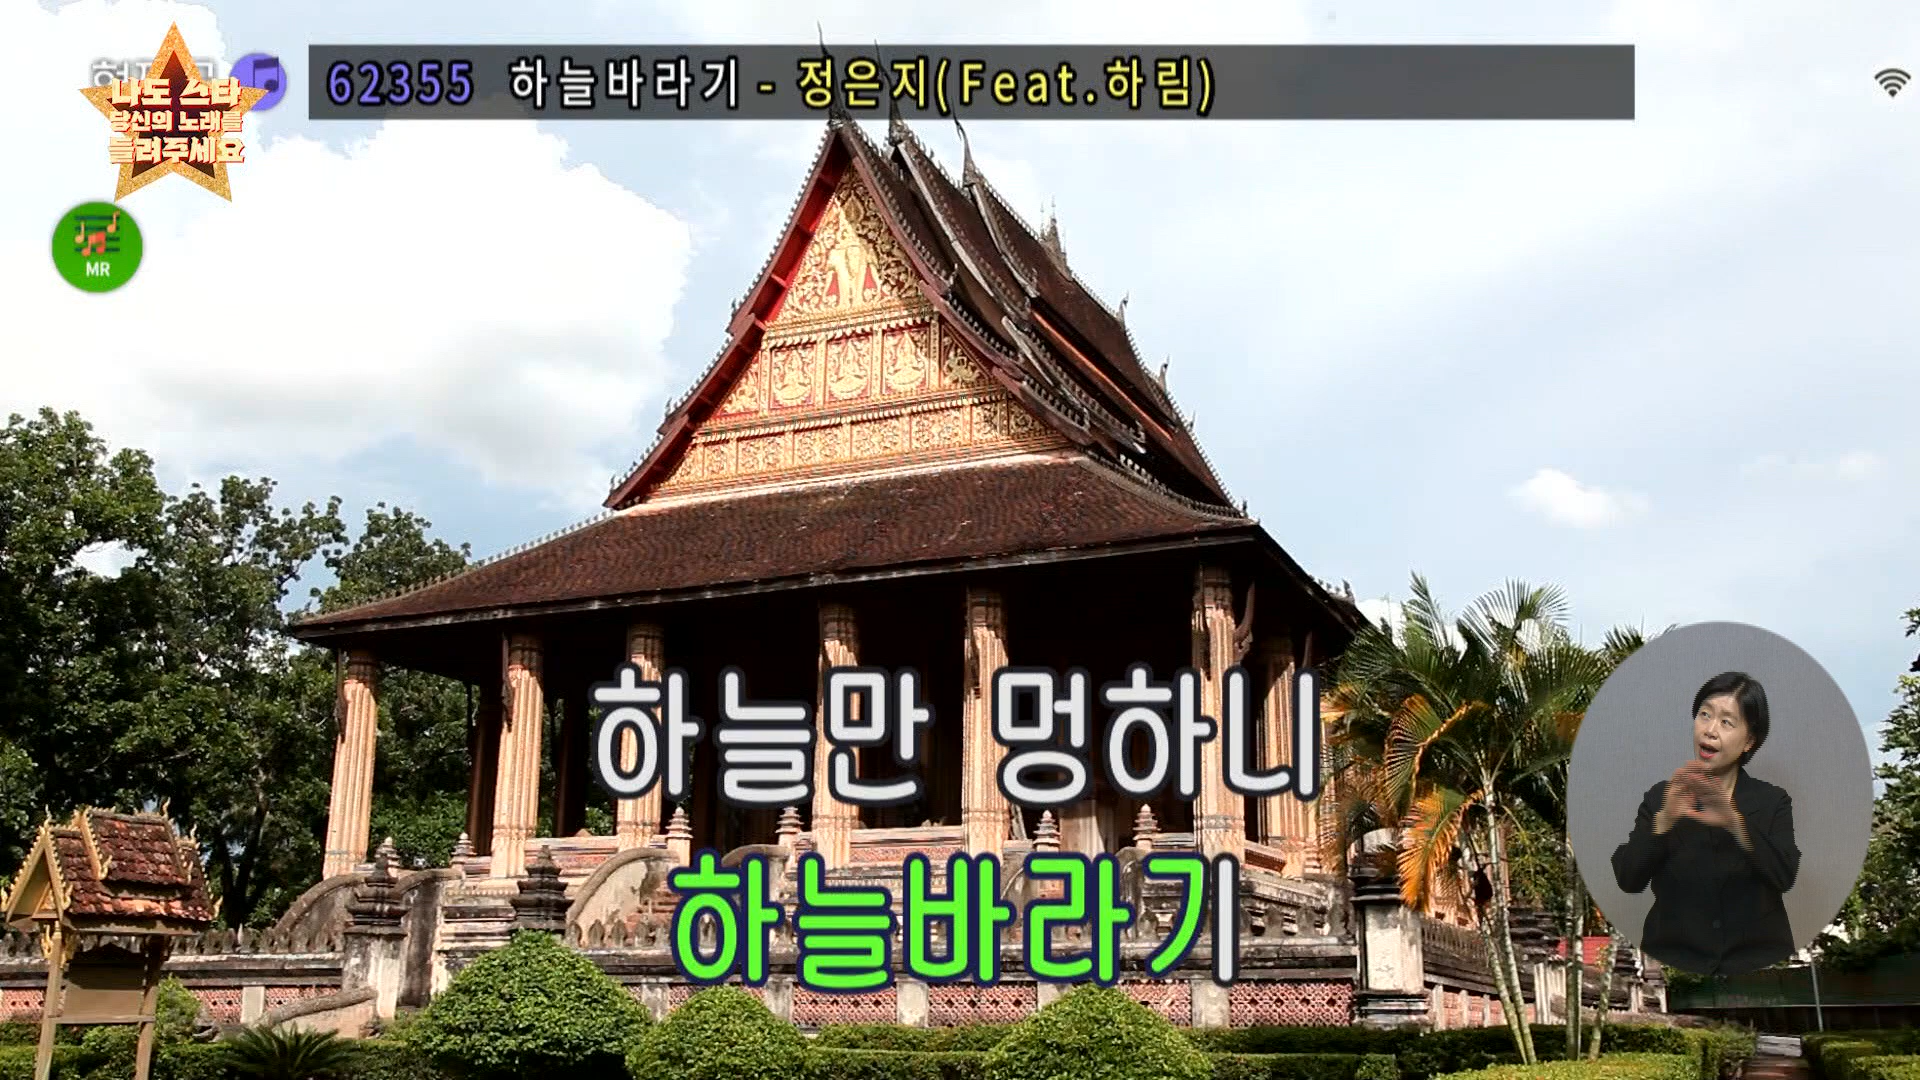 62355 하늘바라기 - 정은지(Feat.하림)
나도 스타
당신의 노래를
들려주세요
MR
하늘만 멍하니
하늘바라기